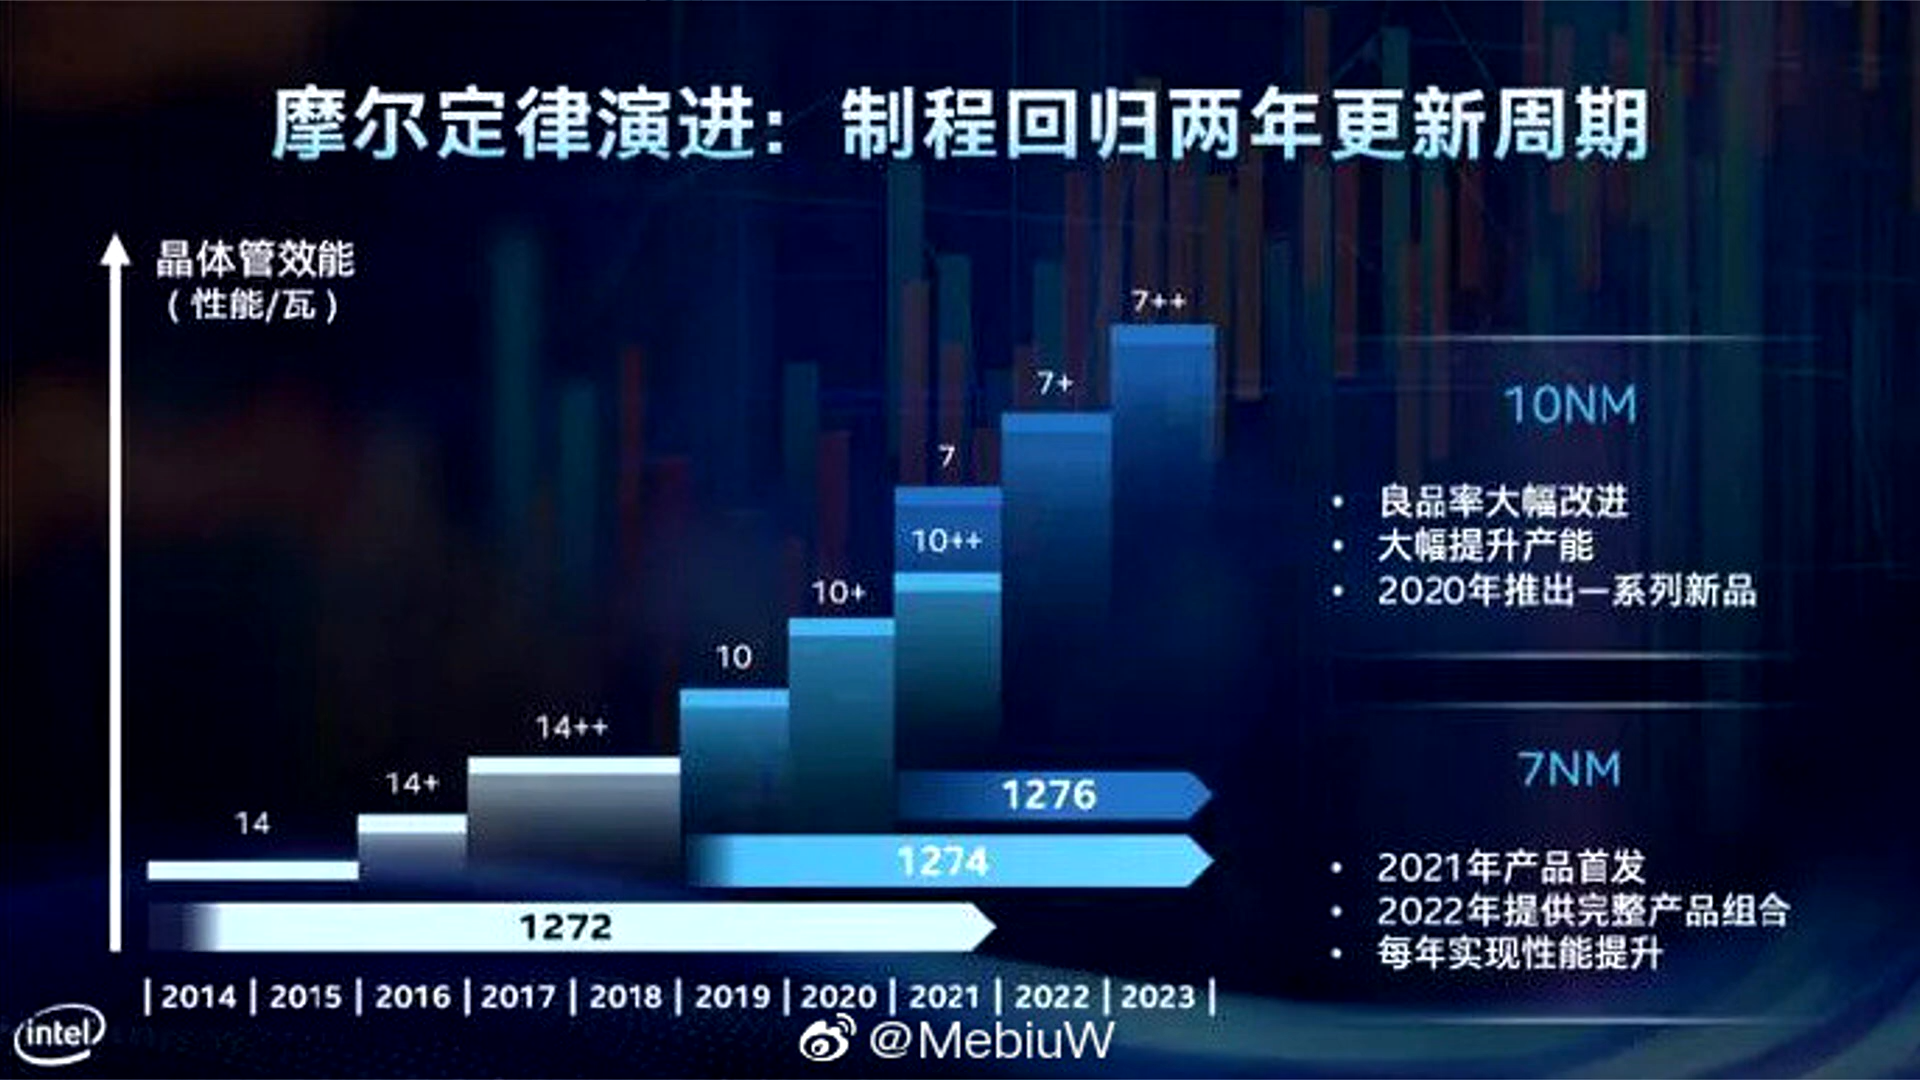 摩尔定律演进：制程回归两年更新周期
晶体管效能
（性能/瓦）
14
14+
14++
10
10+
10++
7
7+
7++
1276
1274
1272
2014 | 2015 | 2016 | 2017 | 2018 | 2019 | 2020 | 2021 | 2022 | 2023
10NM
• 良品率大幅改进
• 大幅提升产能
• 2020年推出一系列新品
7NM
• 2021年产品首发
• 2022年提供完整产品组合
• 每年实现性能提升
intel
@MebiuW